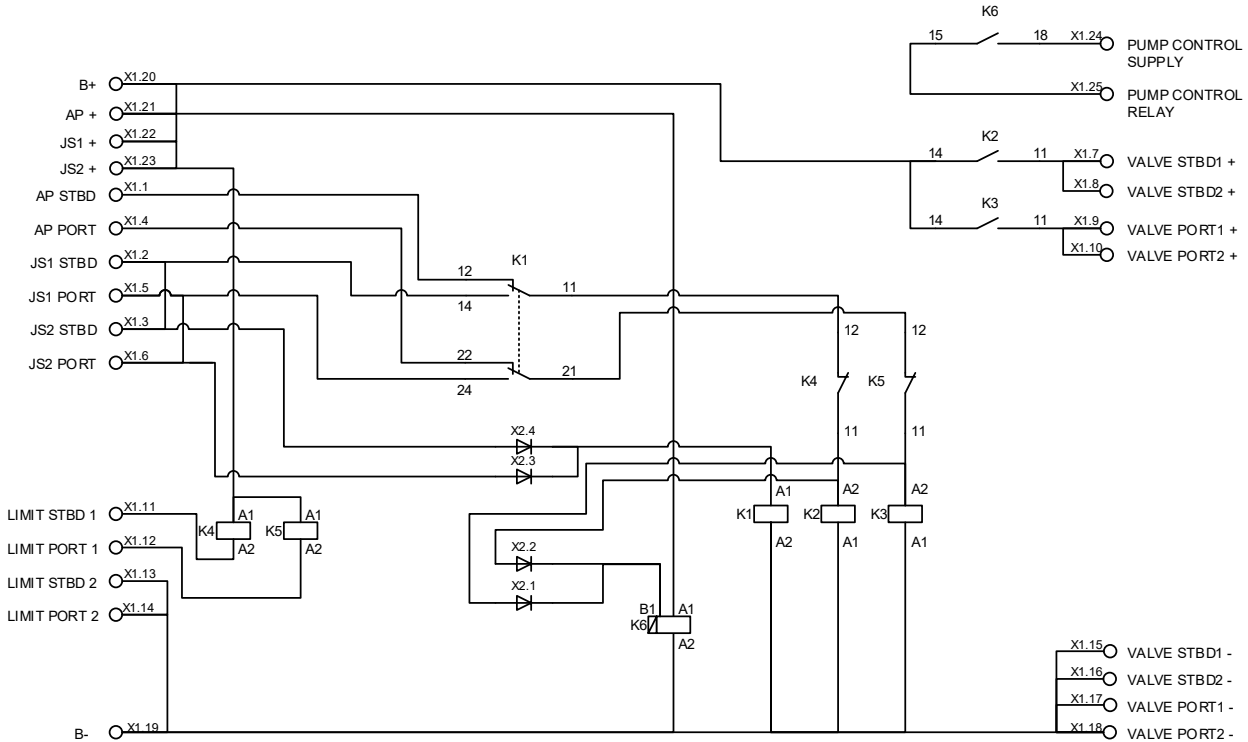 K6
15 18 X1.24 PUMP CONTROL
SUPPLY
X1.25 PUMP CONTROL
RELAY
B+ X1.20
AP + X1.21
JS1 + X1.22
JS2 + X1.23
K2
14 11 X1.7 VALVE STBD1 +
X1.8 VALVE STBD2 +
K3
14 11 X1.9 VALVE PORT1 +
X1.10 VALVE PORT2 +
AP STBD X1.1
AP PORT X1.4
JS1 STBD X1.2
JS1 PORT X1.5
JS2 STBD X1.3
JS2 PORT X1.6
K1
12
14 11
22
24 21
12 12
K4 K5
11 11
X2.4
X2.3
LIMIT STBD 1 X1.11
LIMIT PORT 1 X1.12
LIMIT STBD 2 X1.13
LIMIT PORT 2 X1.14
A1 A1
K4 K5
A2 A2
A1 A2 A2
K1 K2 K3
A2 A1 A1
X2.2
X2.1
B1 A1
K6
A2
B- X1.19
X1.15 VALVE STBD1 -
X1.16 VALVE STBD2 -
X1.17 VALVE PORT1 -
X1.18 VALVE PORT2 -